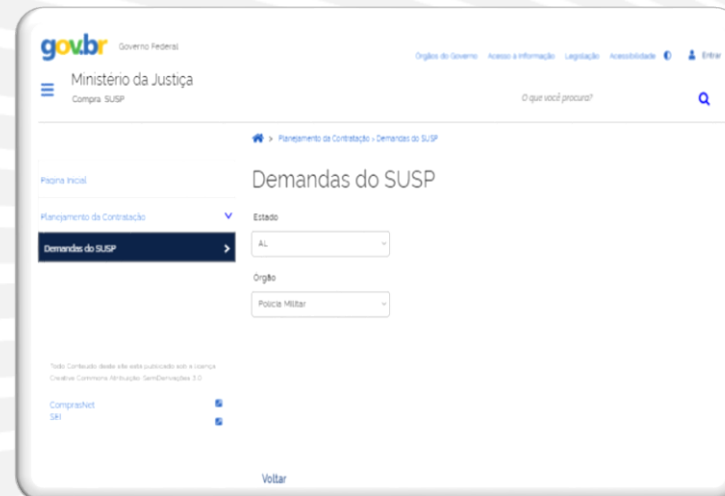 gov.br Governo Federal
Órgãos do Governo Acesso a Informação Legislação Acessibilidade Entrar
Ministério da Justiça
Compra SUSP
O que você procura?
> Planejamento da Contratação > Demandas do SUSP
Página Inicial
Demandas do SUSP
Planejamento da Contratação
Estado
Demandas do SUSP
AL
Orgão
Policia Militar
Todo Conteúdo deste site está publicado sob a licença
Creative Commons Atribuição SemDerivações 3.0
ComprasNet
SEI
Voltar